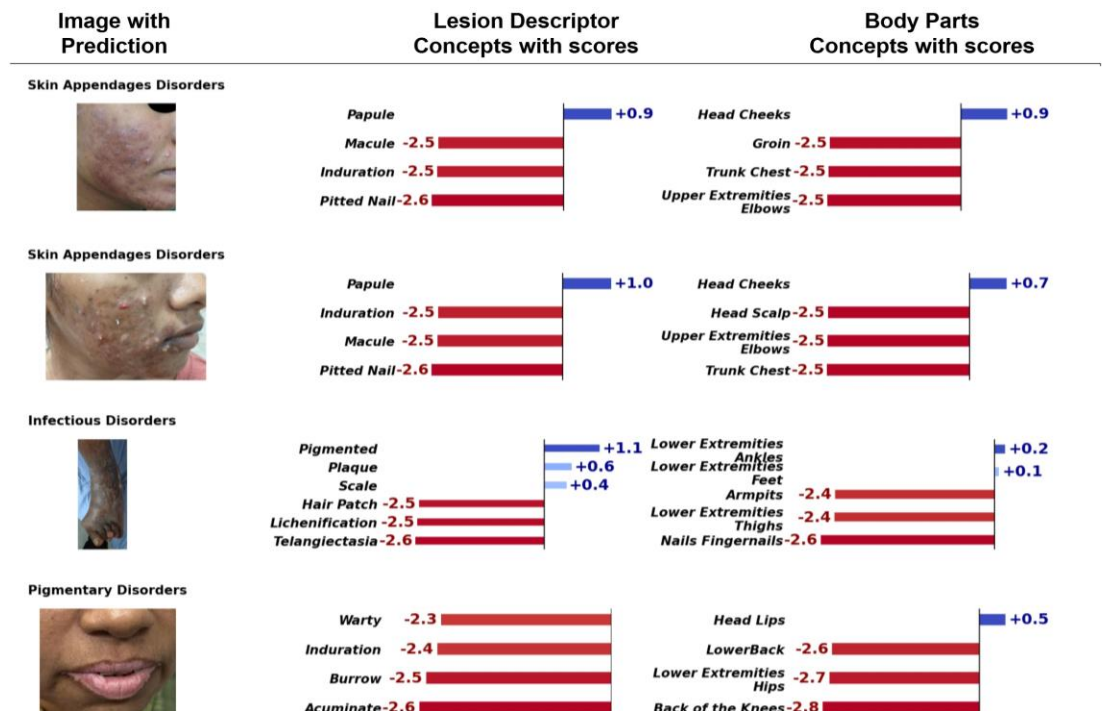 Image with
Prediction
Lesion Descriptor
Concepts with scores
Body Parts
Concepts with scores
Skin Appendages Disorders
Papule +0.9
Macule -2.5
Induration -2.5
Pitted Nail -2.6
Head Cheeks +0.9
Groin -2.5
Trunk Chest -2.5
Upper Extremities
Elbows -2.5
Skin Appendages Disorders
Papule +1.0
Induration -2.5
Macule -2.5
Pitted Nail -2.6
Head Cheeks +0.7
Head Scalp -2.5
Upper Extremities
Elbows -2.5
Trunk Chest -2.5
Infectious Disorders
Pigmented +1.1
Plaque +0.6
Scale +0.4
Hair Patch -2.5
Lichenification -2.5
Telangiectasia -2.6
Lower Extremities
Ankles +0.2
Lower Extremities
Feet +0.1
Armpits -2.4
Lower Extremities
Thighs -2.4
Nails Fingernails -2.6
Pigmentary Disorders
Warty -2.3
Induration -2.4
Burrow -2.5
Acuminate -2.6
Head Lips +0.5
LowerBack -2.6
Lower Extremities
Hips -2.7
Back of the Knees -2.8